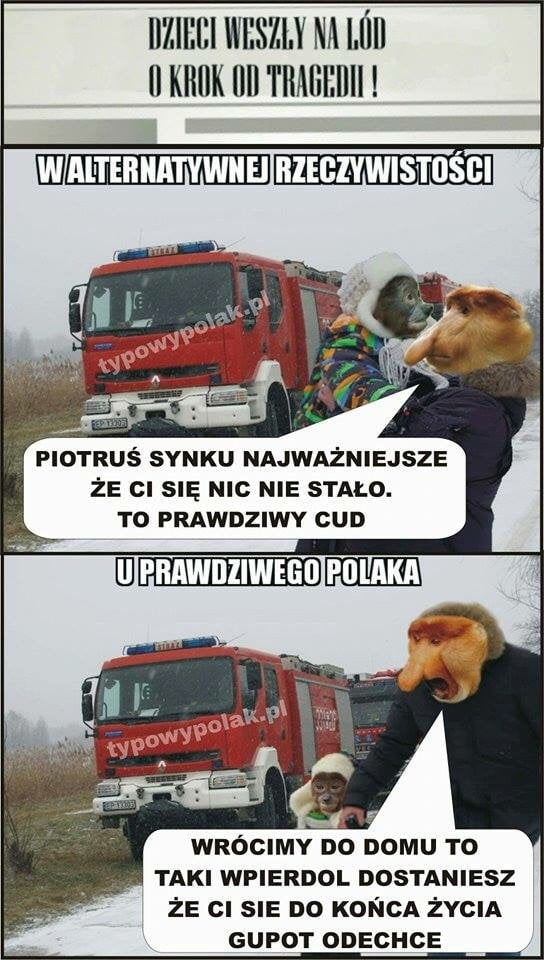 DZIECI WESZŁY NA LÓD
O KROK OD TRAGEDII !
W ALTERNATYWNEJ RZECZYWISTOŚCI
STRAŻ
typowypolak.pl
PIOTRUŚ SYNKU NAJWAŻNIEJSZE
ŻE CI SIĘ NIC NIE STAŁO.
TO PRAWDZIWY CUD
U PRAWDZIWEGO POLAKA
STRAŻ
typowypolak.pl
WRÓCIMY DO DOMU TO
TAKI WPIERDOL DOSTANIESZ
ŻE CI SIE DO KOŃCA ŻYCIA
GUPOT ODECHCE